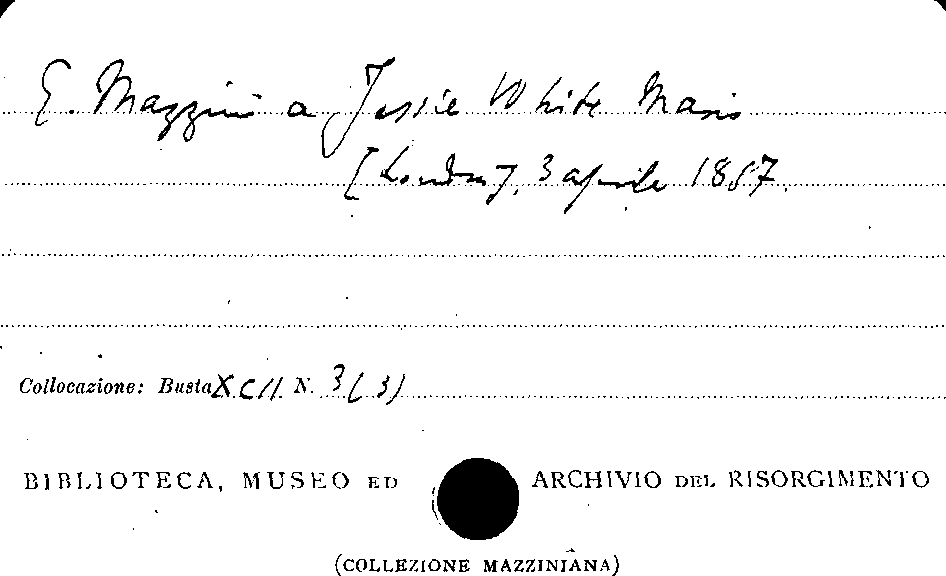 G. Mazzini a Jessie White Mario
[Londra], 3 aprile 1857.
Collocazione: Busta XCII N. 3(3)
BIBLIOTECA, MUSEO ED ARCHIVIO DEL RISORGIMENTO
(COLLEZIONE MAZZINIANA)